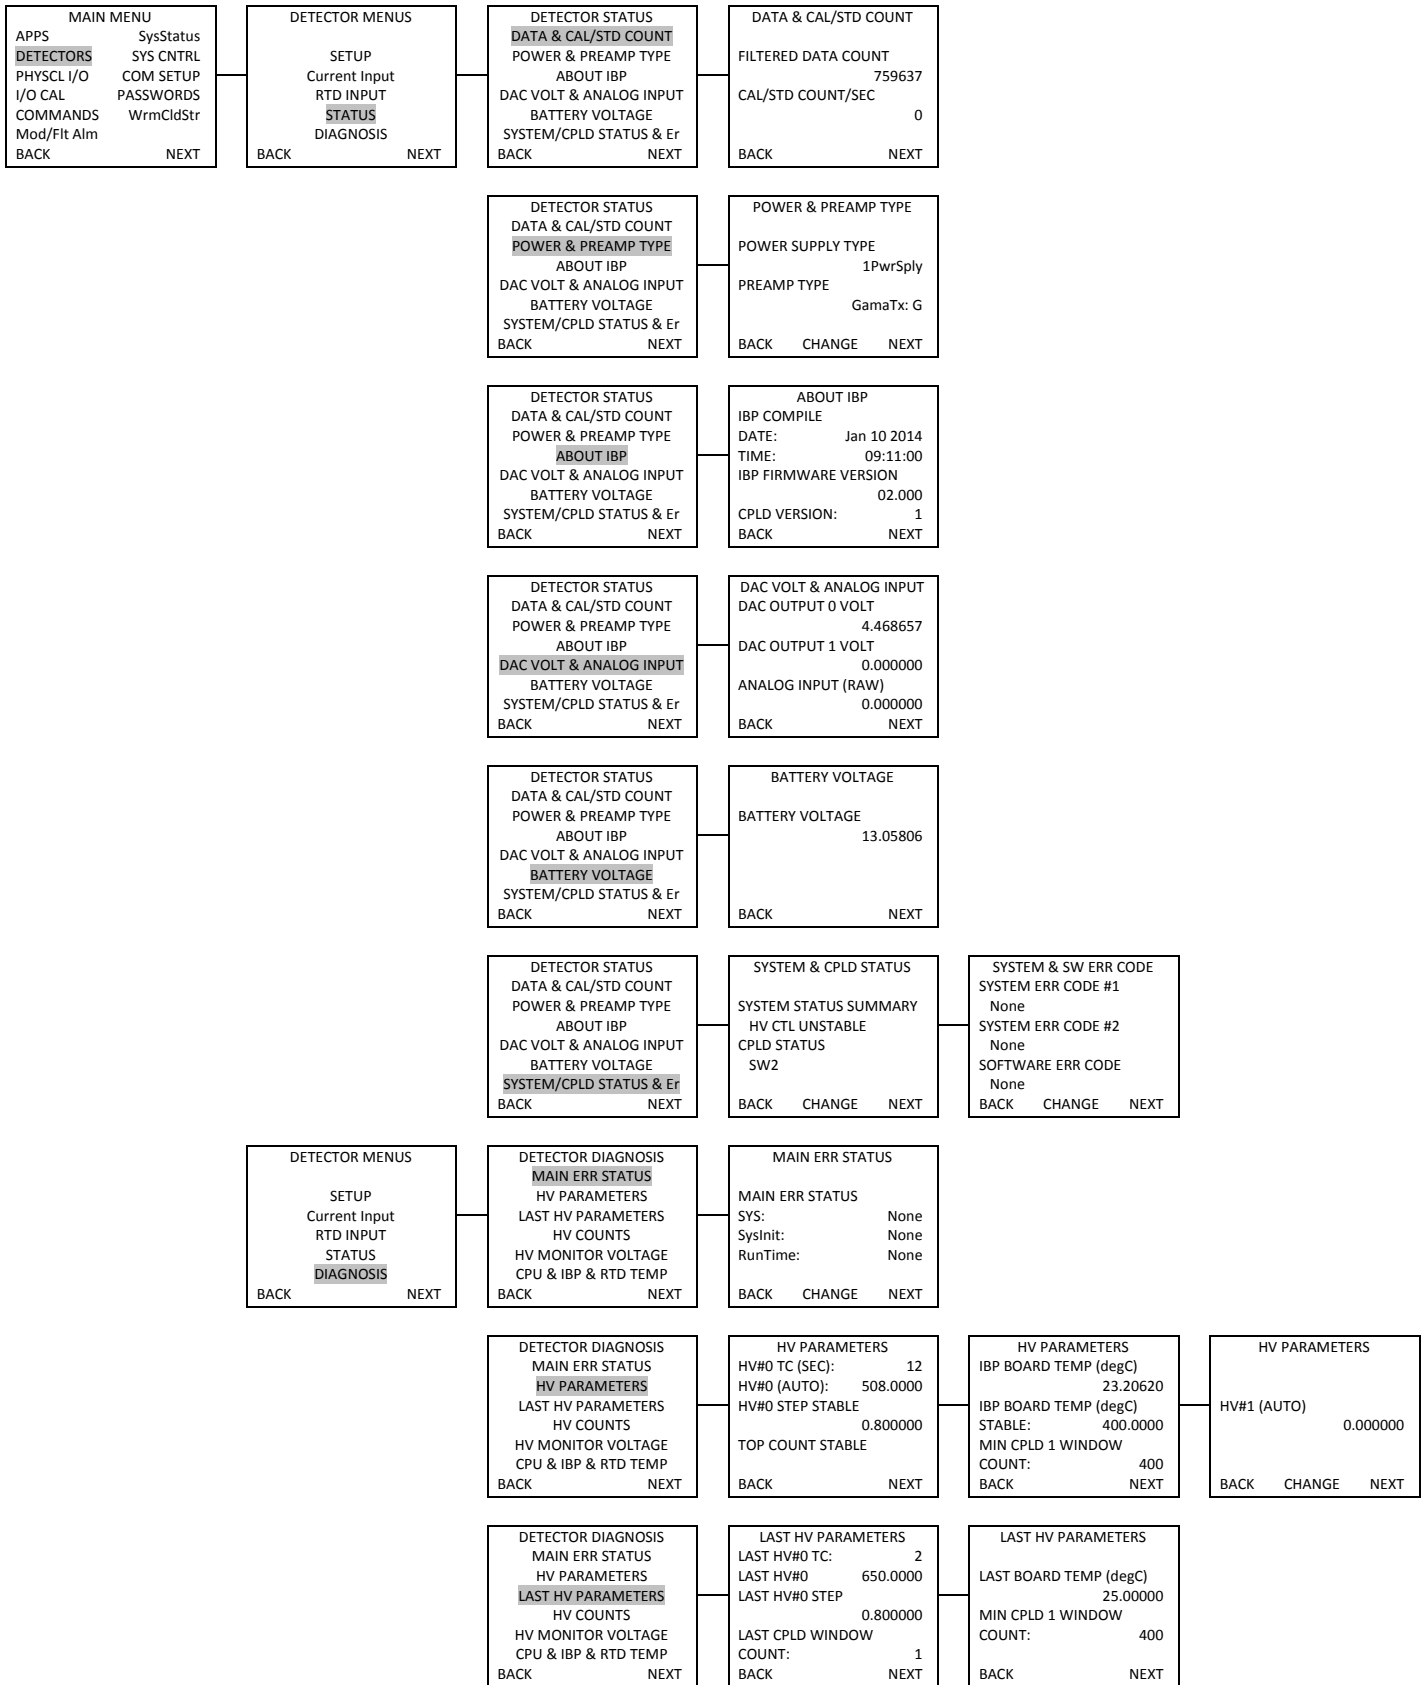 MAIN MENU
APPS SysStatus
DETECTORS SYS CNTRL
PHYSCL I/O COM SETUP
I/O CAL PASSWORDS
COMMANDS WrmCldStr
Mod/Flt Alm
BACK NEXT
DETECTOR MENUS
SETUP
Current Input
RTD INPUT
STATUS
DIAGNOSIS
BACK NEXT
DETECTOR STATUS
DATA & CAL/STD COUNT
POWER & PREAMP TYPE
ABOUT IBP
DAC VOLT & ANALOG INPUT
BATTERY VOLTAGE
SYSTEM/CPLD STATUS & Er
BACK NEXT
DATA & CAL/STD COUNT
FILTERED DATA COUNT
759637
CAL/STD COUNT/SEC
0
BACK NEXT
DETECTOR STATUS
DATA & CAL/STD COUNT
POWER & PREAMP TYPE
ABOUT IBP
DAC VOLT & ANALOG INPUT
BATTERY VOLTAGE
SYSTEM/CPLD STATUS & Er
BACK NEXT
POWER & PREAMP TYPE
POWER SUPPLY TYPE
1PwrSply
PREAMP TYPE
GamaTx: G
BACK CHANGE NEXT
DETECTOR STATUS
DATA & CAL/STD COUNT
POWER & PREAMP TYPE
ABOUT IBP
DAC VOLT & ANALOG INPUT
BATTERY VOLTAGE
SYSTEM/CPLD STATUS & Er
BACK NEXT
ABOUT IBP
IBP COMPILE
DATE: Jan 10 2014
TIME: 09:11:00
IBP FIRMWARE VERSION
02.000
CPLD VERSION: 1
BACK NEXT
DETECTOR STATUS
DATA & CAL/STD COUNT
POWER & PREAMP TYPE
ABOUT IBP
DAC VOLT & ANALOG INPUT
BATTERY VOLTAGE
SYSTEM/CPLD STATUS & Er
BACK NEXT
DAC VOLT & ANALOG INPUT
DAC OUTPUT 0 VOLT
4.468657
DAC OUTPUT 1 VOLT
0.000000
ANALOG INPUT (RAW)
0.000000
BACK NEXT
DETECTOR STATUS
DATA & CAL/STD COUNT
POWER & PREAMP TYPE
ABOUT IBP
DAC VOLT & ANALOG INPUT
BATTERY VOLTAGE
SYSTEM/CPLD STATUS & Er
BACK NEXT
BATTERY VOLTAGE
BATTERY VOLTAGE
13.05806
BACK NEXT
DETECTOR STATUS
DATA & CAL/STD COUNT
POWER & PREAMP TYPE
ABOUT IBP
DAC VOLT & ANALOG INPUT
BATTERY VOLTAGE
SYSTEM/CPLD STATUS & Er
BACK NEXT
SYSTEM & CPLD STATUS
SYSTEM STATUS SUMMARY
HV CTL UNSTABLE
CPLD STATUS
SW2
BACK CHANGE NEXT
SYSTEM & SW ERR CODE
SYSTEM ERR CODE #1
None
SYSTEM ERR CODE #2
None
SOFTWARE ERR CODE
None
BACK CHANGE NEXT
DETECTOR MENUS
SETUP
Current Input
RTD INPUT
STATUS
DIAGNOSIS
BACK NEXT
DETECTOR DIAGNOSIS
MAIN ERR STATUS
HV PARAMETERS
LAST HV PARAMETERS
HV COUNTS
HV MONITOR VOLTAGE
CPU & IBP & RTD TEMP
BACK NEXT
MAIN ERR STATUS
MAIN ERR STATUS
SYS: None
SysInit: None
RunTime: None
BACK CHANGE NEXT
DETECTOR DIAGNOSIS
MAIN ERR STATUS
HV PARAMETERS
LAST HV PARAMETERS
HV COUNTS
HV MONITOR VOLTAGE
CPU & IBP & RTD TEMP
BACK NEXT
HV PARAMETERS
HV#0 TC (SEC): 12
HV#0 (AUTO): 508.0000
HV#0 STEP STABLE
0.800000
TOP COUNT STABLE
BACK NEXT
HV PARAMETERS
IBP BOARD TEMP (degC)
23.20620
IBP BOARD TEMP (degC)
STABLE: 400.0000
MIN CPLD 1 WINDOW
COUNT: 400
BACK NEXT
HV PARAMETERS
HV#1 (AUTO)
0.000000
BACK CHANGE NEXT
DETECTOR DIAGNOSIS
MAIN ERR STATUS
HV PARAMETERS
LAST HV PARAMETERS
HV COUNTS
HV MONITOR VOLTAGE
CPU & IBP & RTD TEMP
BACK NEXT
LAST HV PARAMETERS
LAST HV#0 TC: 2
LAST HV#0 650.0000
LAST HV#0 STEP
0.800000
LAST CPLD WINDOW
COUNT: 1
BACK NEXT
LAST HV PARAMETERS
LAST BOARD TEMP (degC)
25.00000
MIN CPLD 1 WINDOW
COUNT: 400
BACK NEXT